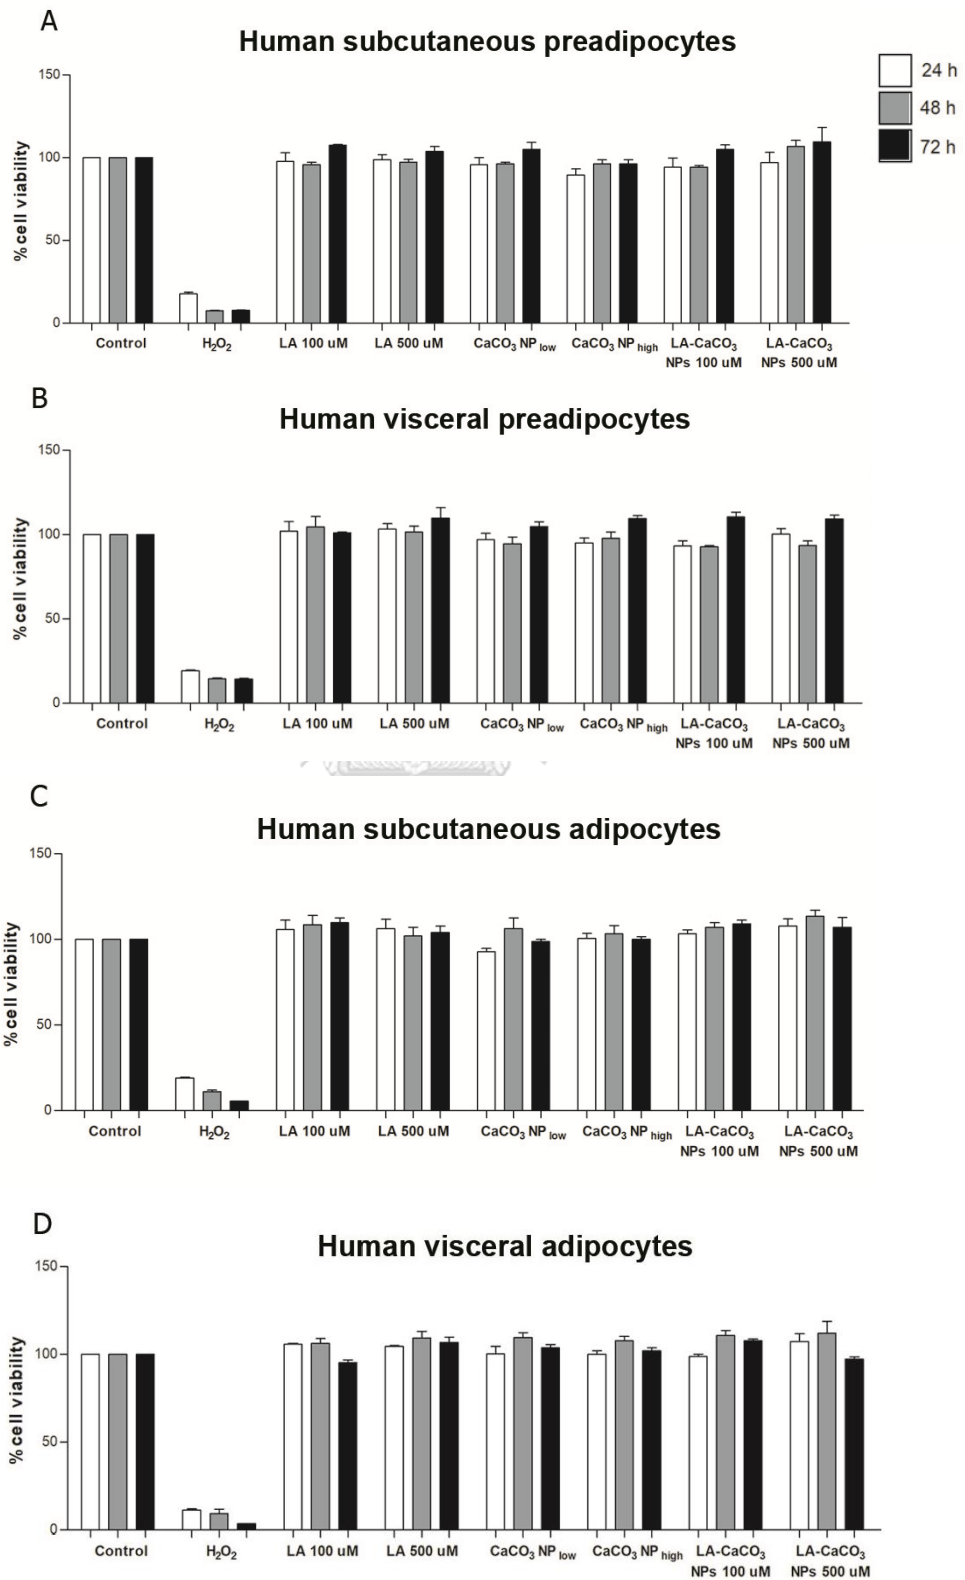 A
Human subcutaneous preadipocytes
24 h
48 h
72 h
% cell viability
150
100
50
0
Control H₂O₂ LA 100 uM LA 500 uM CaCO₃ NP low CaCO₃ NP high LA-CaCO₃ NPs 100 uM LA-CaCO₃ NPs 500 uM
B
Human visceral preadipocytes
% cell viability
150
100
50
0
Control H₂O₂ LA 100 uM LA 500 uM CaCO₃ NP low CaCO₃ NP high LA-CaCO₃ NPs 100 uM LA-CaCO₃ NPs 500 uM
C
Human subcutaneous adipocytes
% cell viability
150
100
50
0
Control H₂O₂ LA 100 uM LA 500 uM CaCO₃ NP low CaCO₃ NP high LA-CaCO₃ NPs 100 uM LA-CaCO₃ NPs 500 uM
D
Human visceral adipocytes
% cell viability
150
100
50
0
Control H₂O₂ LA 100 uM LA 500 uM CaCO₃ NP low CaCO₃ NP high LA-CaCO₃ NPs 100 uM LA-CaCO₃ NPs 500 uM